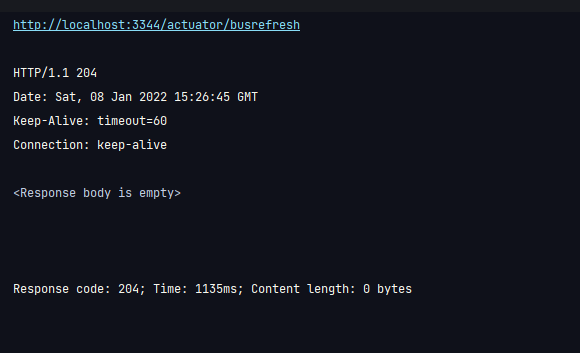 http://localhost:3344/actuator/busrefresh
HTTP/1.1 204
Date: Sat, 08 Jan 2022 15:26:45 GMT
Keep-Alive: timeout=60
Connection: keep-alive
<Response body is empty>
Response code: 204; Time: 1135ms; Content length: 0 bytes